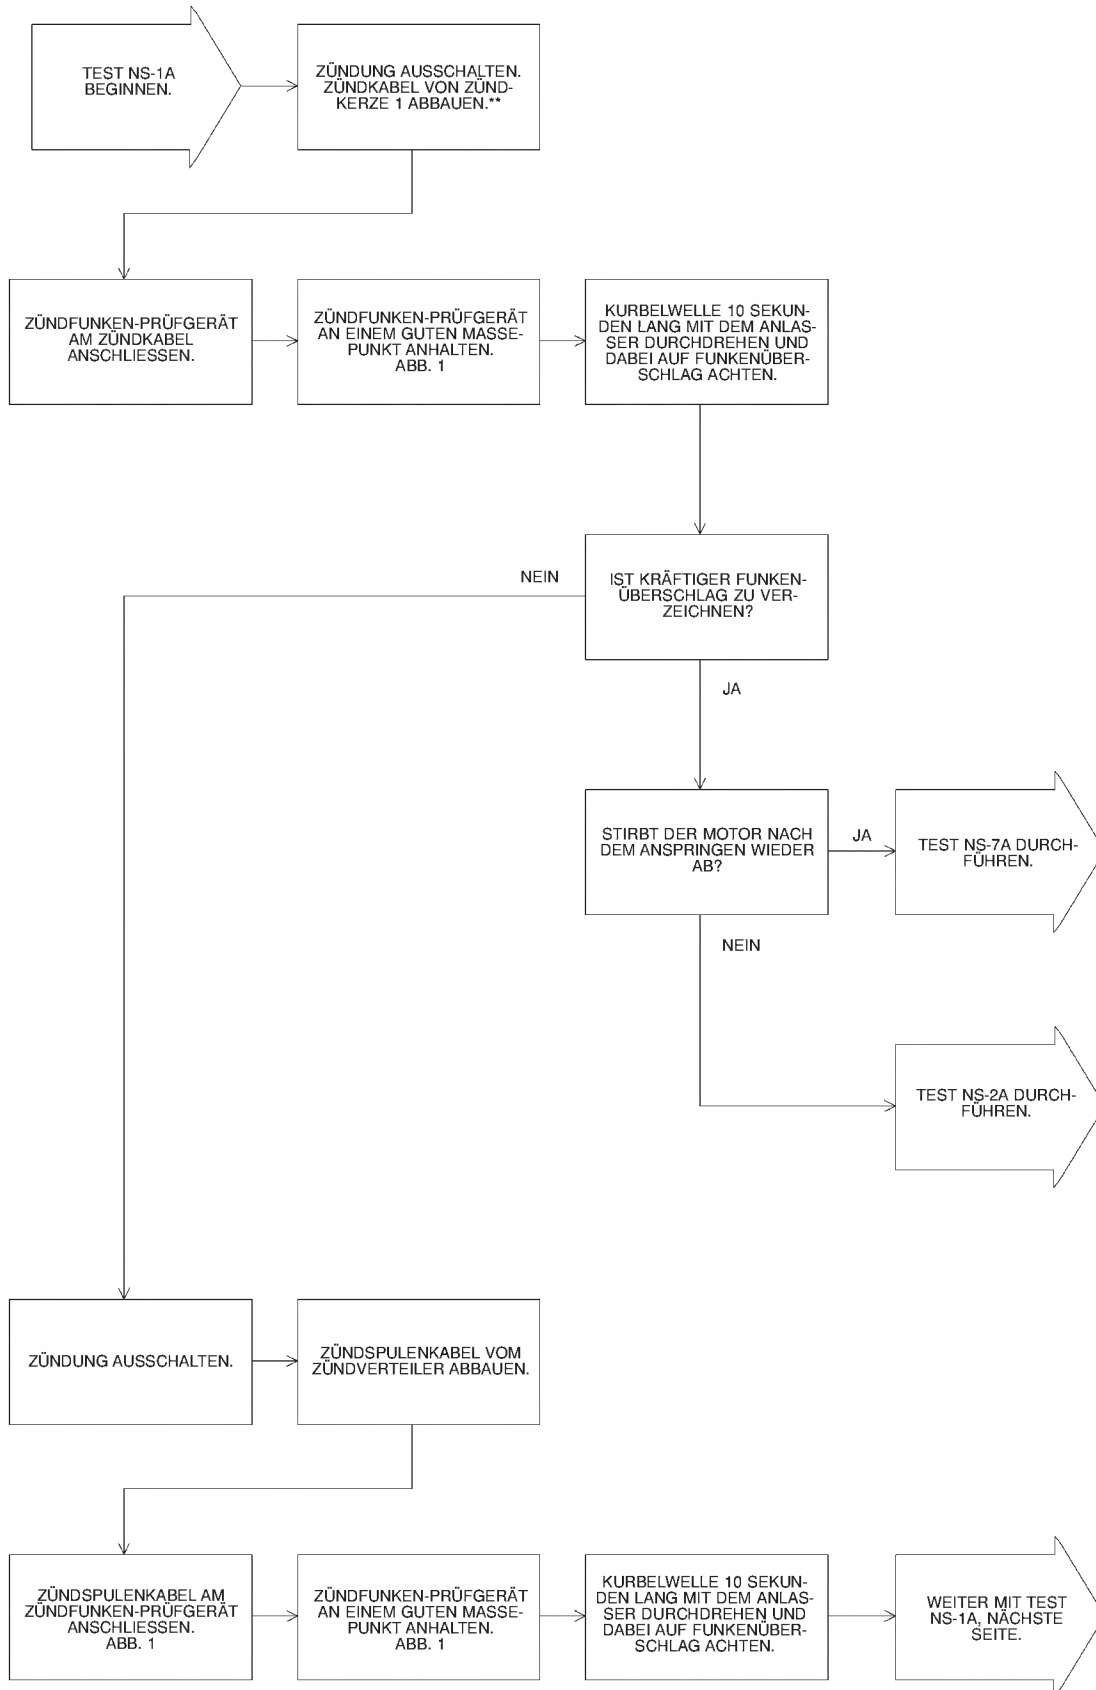 TEST NS-1A
BEGINNEN.
ZÜNDUNG AUSSCHALTEN.
ZÜNDKABEL VON ZÜND-
KERZE 1 ABBAUEN.**
ZÜNDFUNKEN-PRÜFGERÄT
AM ZÜNDKABEL
ANSCHLIESSEN.
ZÜNDFUNKEN-PRÜFGERÄT
AN EINEM GUTEN MASSE-
PUNKT ANHALTEN.
ABB. 1
KURBELWELLE 10 SEKUN-
DEN LANG MIT DEM ANLAS-
SER DURCHDREHEN UND
DABEI AUF FUNKENÜBER-
SCHLAG ACHTEN.
IST KRÄFTIGER FUNKEN-
ÜBERSCHLAG ZU VER-
ZEICHNEN?
NEIN
JA
STIRBT DER MOTOR NACH
DEM ANSPRINGEN WIEDER
AB?
JA
TEST NS-7A DURCH-
FÜHREN.
NEIN
TEST NS-2A DURCH-
FÜHREN.
ZÜNDUNG AUSSCHALTEN.
ZÜNDSPULENKABEL VOM
ZÜNDVERTEILER ABBAUEN.
ZÜNDSPULENKABEL AM
ZÜNDFUNKEN-PRÜFGERÄT
ANSCHLIESSEN.
ABB. 1
ZÜNDFUNKEN-PRÜFGERÄT
AN EINEM GUTEN MASSE-
PUNKT ANHALTEN.
ABB. 1
KURBELWELLE 10 SEKUN-
DEN LANG MIT DEM ANLAS-
SER DURCHDREHEN UND
DABEI AUF FUNKENÜBER-
SCHLAG ACHTEN.
WEITER MIT TEST
NS-1A, NÄCHSTE
SEITE.